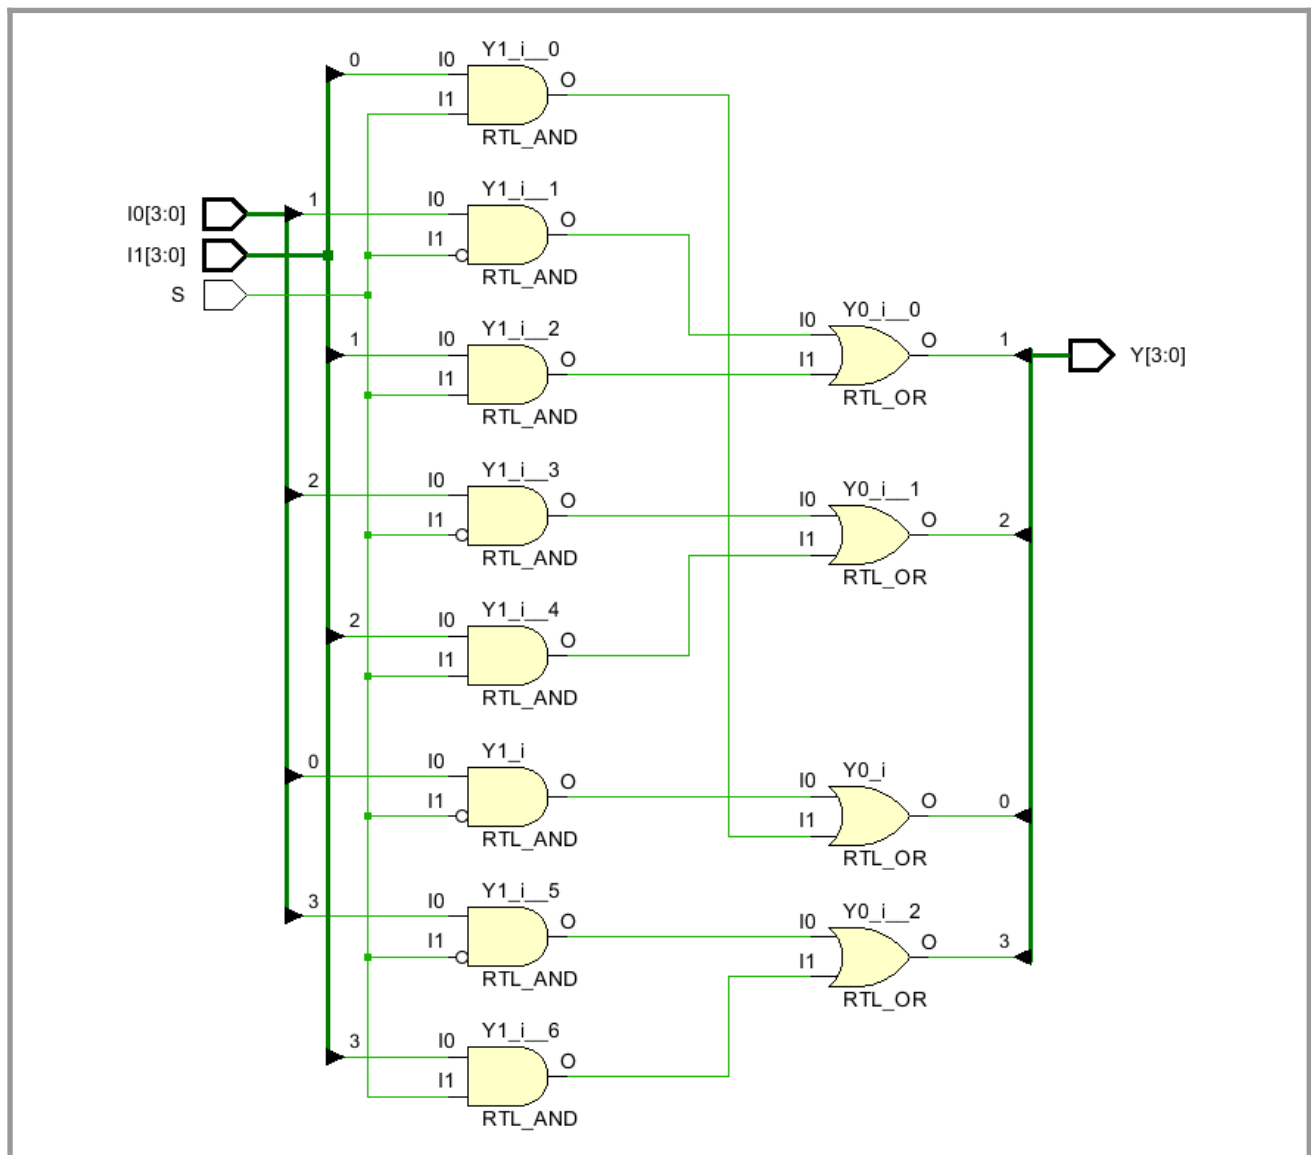 Y1_i__0
0
I0
O
I1
RTL_AND
Y1_i__1
I0[3:0]
1
I0
O
I1
I1[3:0]
RTL_AND
S
Y0_i__0
Y1_i__2
I0
1
I0
O
1
Y[3:0]
O
I1
I1
RTL_OR
RTL_AND
Y1_i__3
2
I0
Y0_i__1
O
I0
I1
O
2
I1
RTL_AND
RTL_OR
Y1_i__4
2
I0
O
I1
RTL_AND
Y1_i
0
I0
Y0_i
O
I0
I1
O
0
I1
RTL_AND
RTL_OR
Y1_i__5
3
I0
Y0_i__2
O
I0
I1
O
3
I1
RTL_AND
RTL_OR
Y1_i__6
3
I0
O
I1
RTL_AND